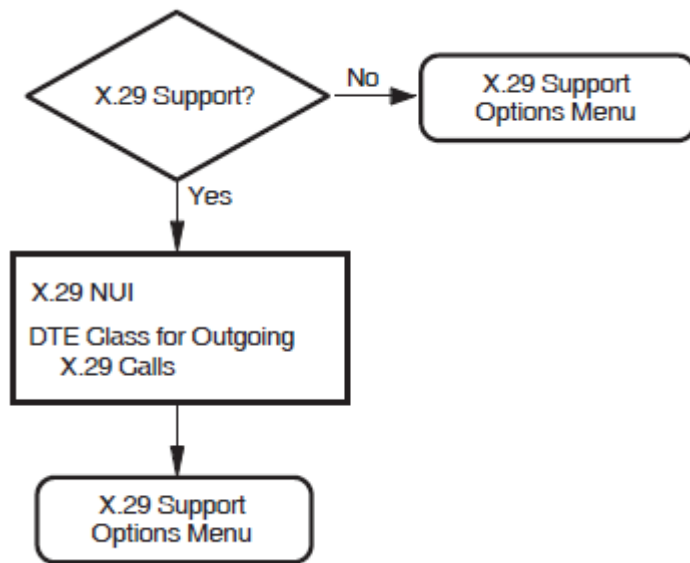 X.29 Support?
No
X.29 Support
Options Menu
Yes
X.29 NUI
DTE Class for Outgoing
X.29 Calls
X.29 Support
Options Menu